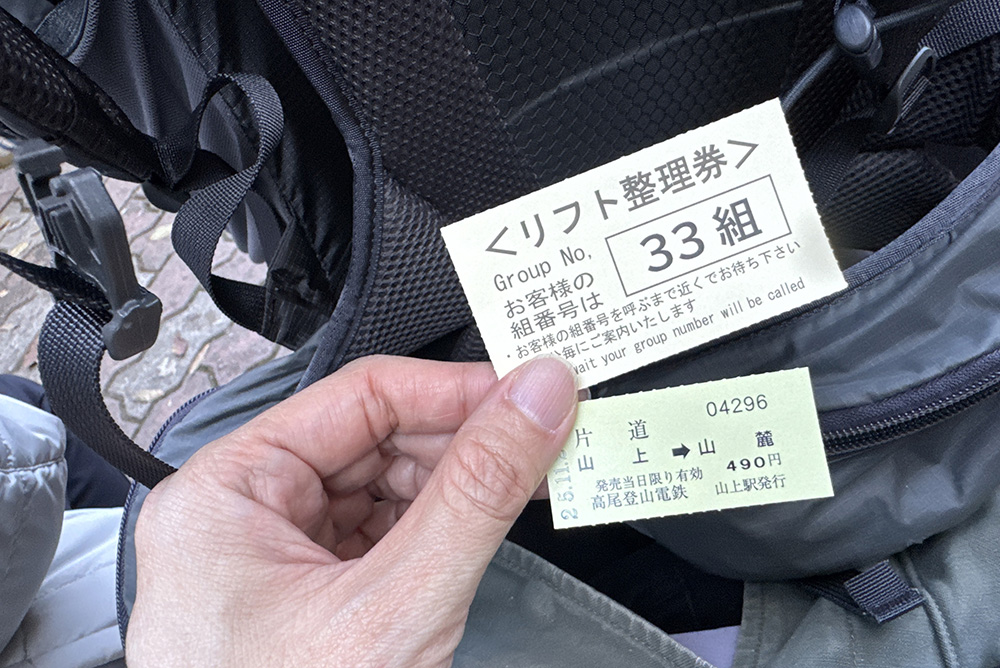 <リフト整理券>
Group No,
お客様の
組番号は
33組
・お客様の組番号を呼ぶまで近くでお待ち下さい
毎にご案内いたします
wait your group number will be called
04296
片道
山上➡山麓
490円
発売当日限り有効
高尾登山電鉄 山上駅発行
25.11.